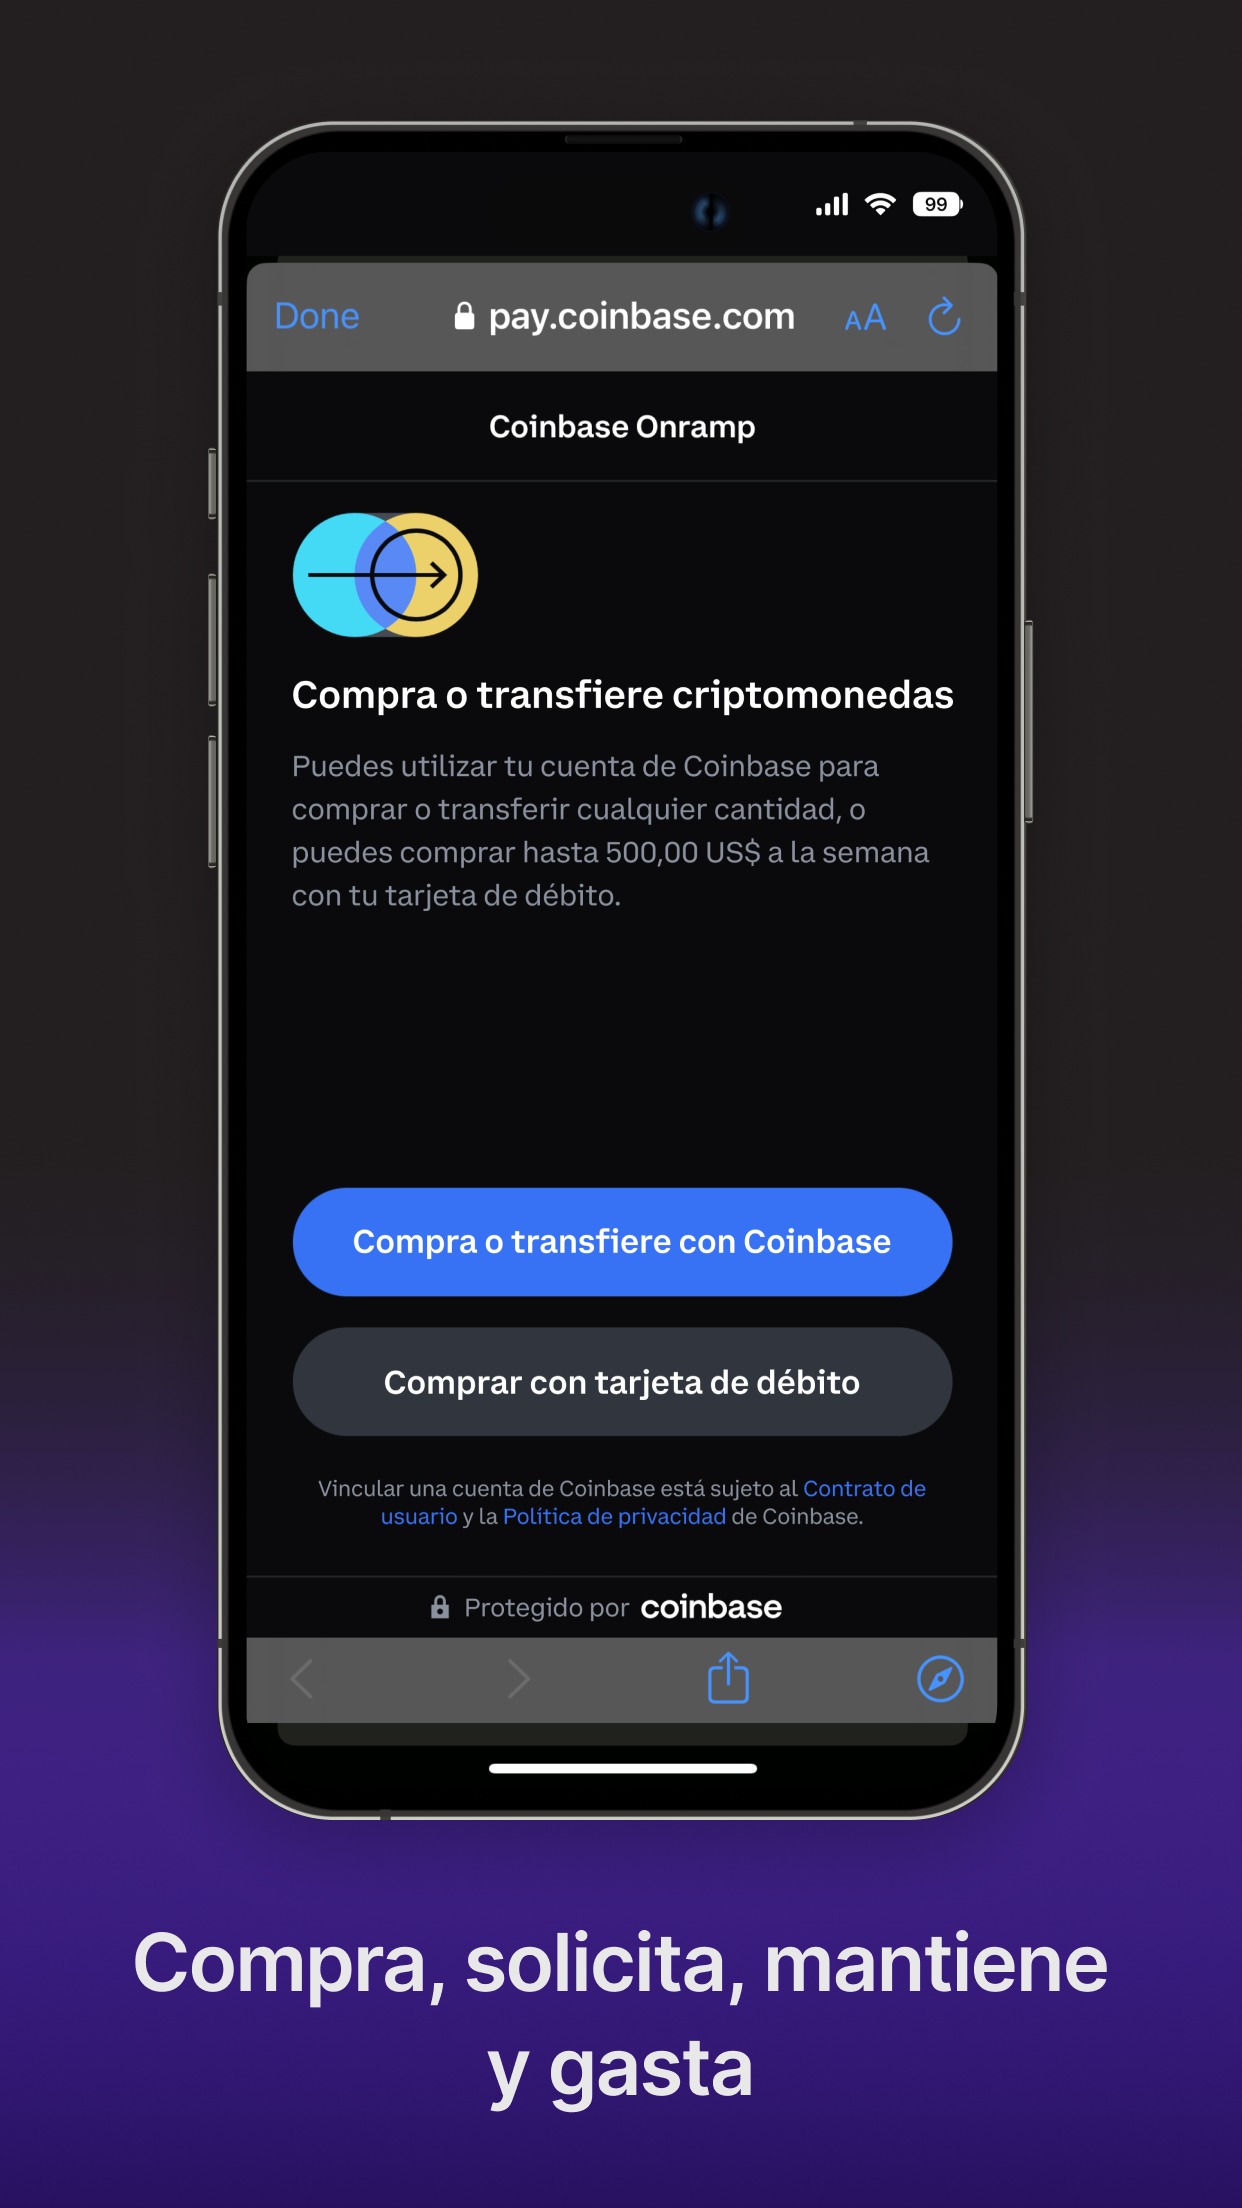 99
Done
pay.coinbase.com
AA
Coinbase Onramp
Compra o transfiere criptomonedas
Puedes utilizar tu cuenta de Coinbase para
comprar o transferir cualquier cantidad, o
puedes comprar hasta 500,00 US$ a la semana
con tu tarjeta de débito.
Compra o transfiere con Coinbase
Comprar con tarjeta de débito
Vincular una cuenta de Coinbase está sujeto al Contrato de
usuario y la Política de privacidad de Coinbase.
Protegido por coinbase
Compra, solicita, mantiene
y gasta